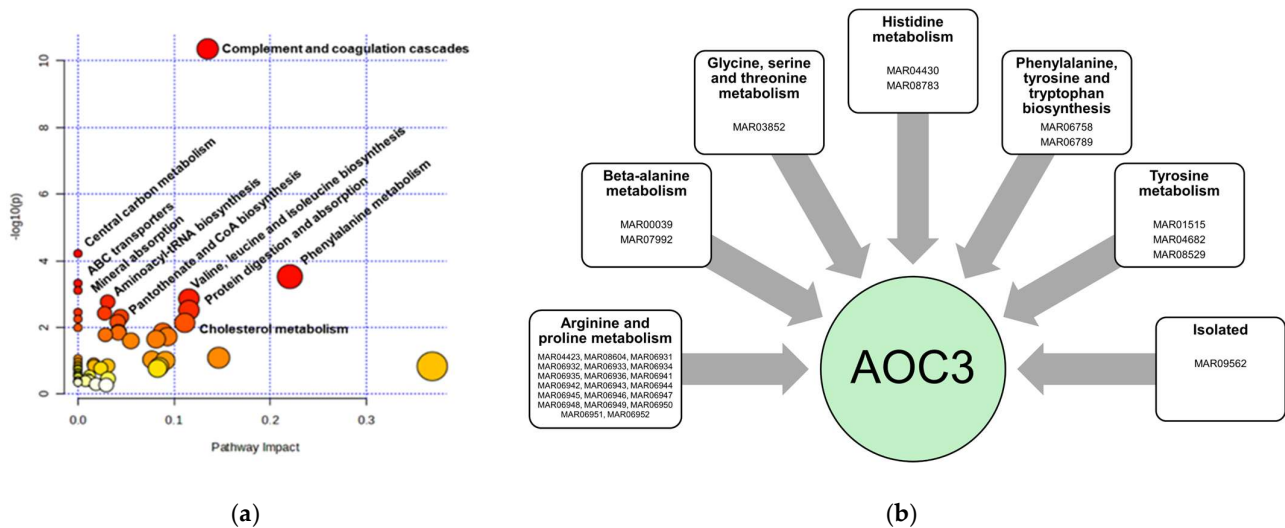 Complement and coagulation cascades
Central carbon metabolism
ABC transporters
Mineral absorption
Aminoacyl-tRNA biosynthesis
Pantothenate and CoA biosynthesis
Valine, leucine and isoleucine biosynthesis
Protein digestion and absorption
Phenylalanine metabolism
Cholesterol metabolism
-log10(p)
10
8
6
4
2
0
0.0 0.1 0.2 0.3
Pathway Impact
(a)
Histidine
metabolism
MAR04430
MAR08783
Glycine, serine
and threonine
metabolism
MAR03852
Phenylalanine,
tyrosine and
tryptophan
biosynthesis
MAR06758
MAR06789
Beta-alanine
metabolism
MAR00039
MAR07992
Tyrosine
metabolism
MAR01515
MAR04682
MAR08529
Arginine and
proline metabolism
MAR04423, MAR08604, MAR06931
MAR06932, MAR06933, MAR06934
MAR06935, MAR06936, MAR06941
MAR06942, MAR06943, MAR06944
MAR06945, MAR06946, MAR06947
MAR06948, MAR06949, MAR06950
MAR06951, MAR06952
AOC3
Isolated
MAR09562
(b)